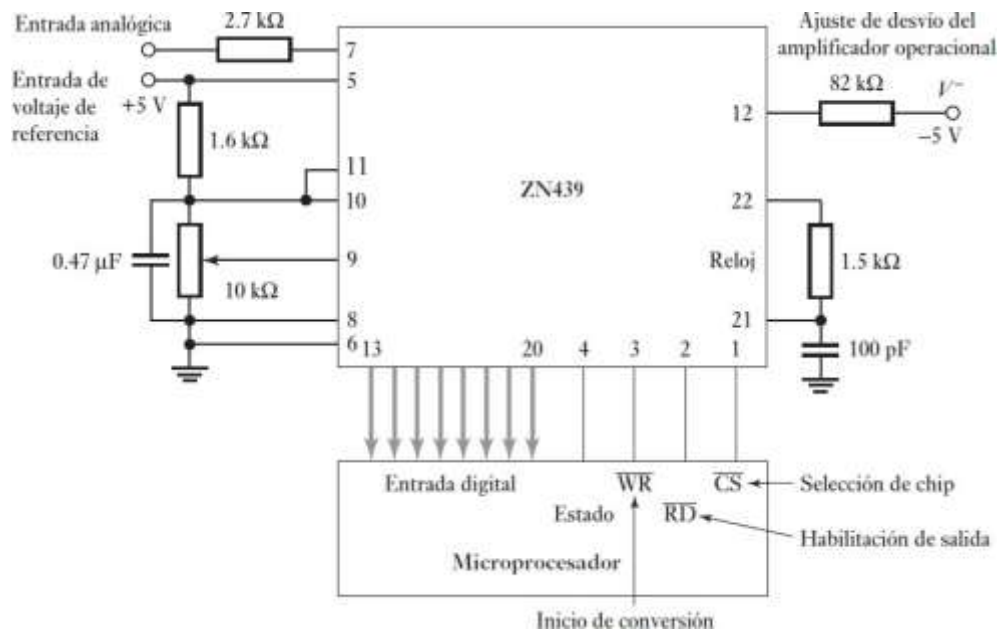 Entrada analógica
2.7 kΩ
7
Entrada de
voltaje de
referencia
+5 V
5
1.6 kΩ
11
10
0.47 µF
9
10 kΩ
8
6
13
20
4
3
2
1
ZN439
Ajuste de desvío del
amplificador operacional
82 kΩ
V−
−5 V
12
22
Reloj
1.5 kΩ
21
100 pF
Entrada digital
WR
CS
Selección de chip
Estado
RD
Habilitación de salida
Microprocesador
Inicio de conversión